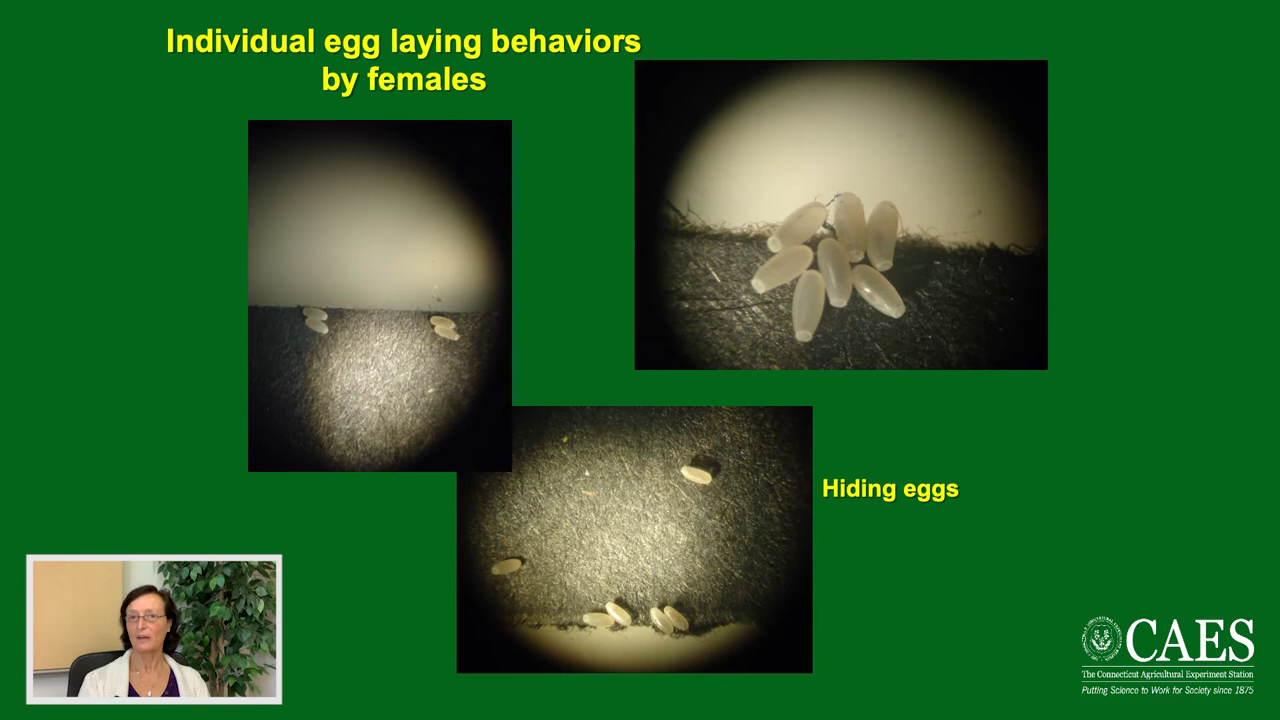 Individual egg laying behaviors
by females
Hiding eggs
CAES
The Connecticut Agricultural Experiment Station
Putting Science to Work for Society since 1875